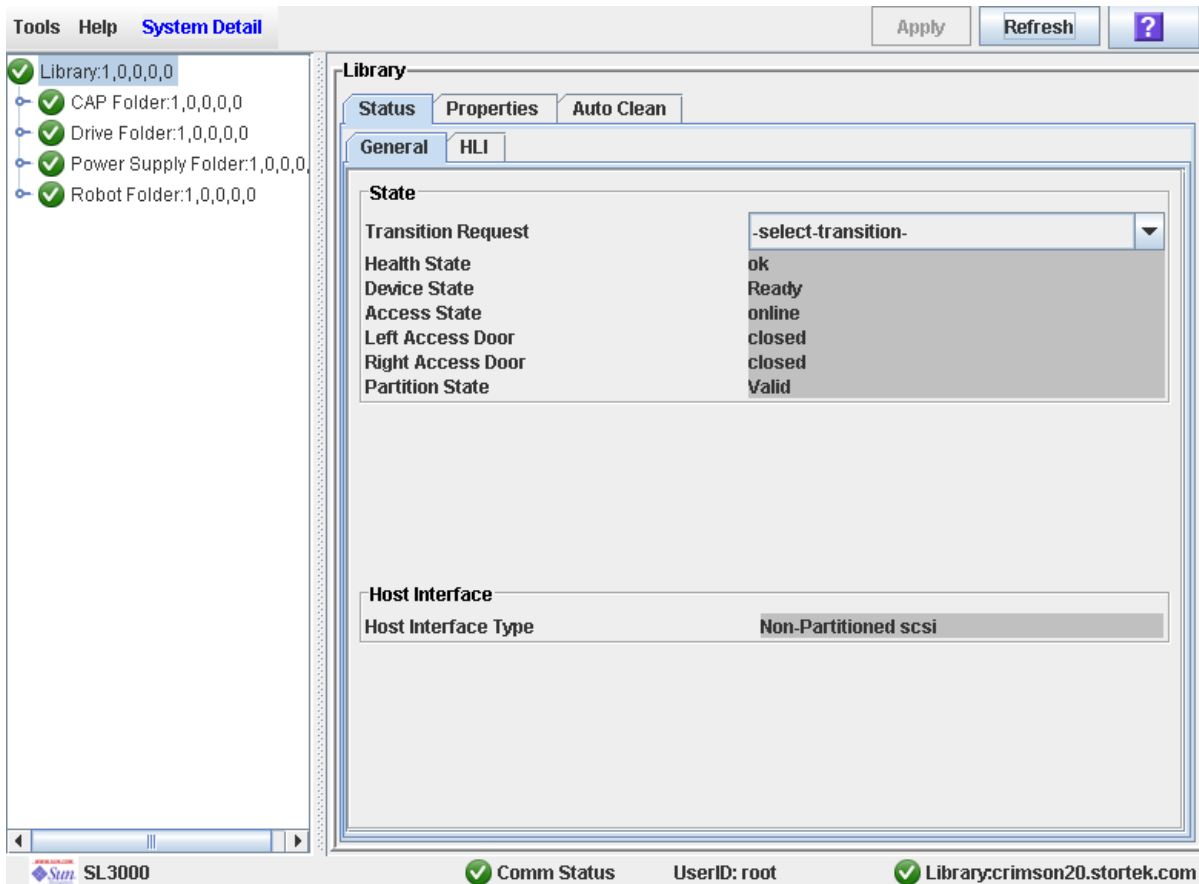 Tools Help System Detail Apply Refresh ?
Library:1,0,0,0,0
CAP Folder:1,0,0,0,0
Drive Folder:1,0,0,0,0
Power Supply Folder:1,0,0,0,
Robot Folder:1,0,0,0,0
Library
Status Properties Auto Clean
General HLI
State
Transition Request -select-transition-
Health State ok
Device State Ready
Access State online
Left Access Door closed
Right Access Door closed
Partition State Valid
Host Interface
Host Interface Type Non-Partitioned scsi
Sun SL3000 Comm Status UserID: root Library:crimson20.stortek.com